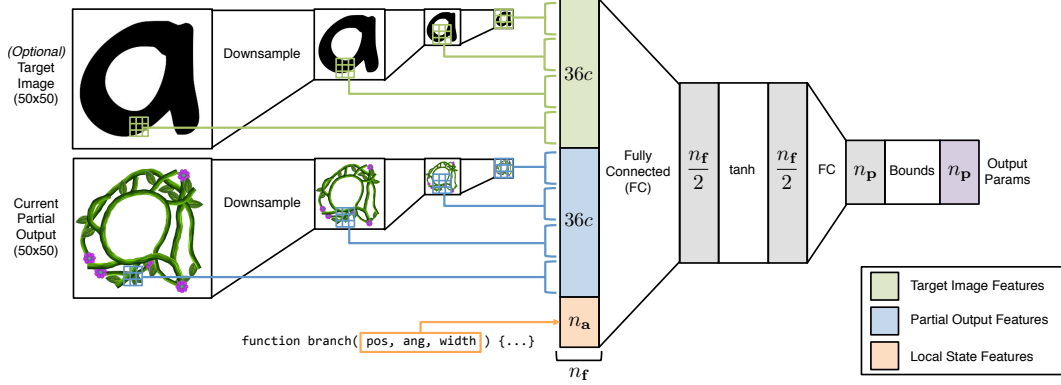 (Optional)
Target
Image
(50x50)
Downsample
36c
Current
Partial
Output
(50x50)
Downsample
36c
function branch( pos, ang, width ) {...}
n_a
n_f
Fully
Connected
(FC)
n_f/2
tanh
n_f/2
FC
n_p
Bounds
n_p
Output
Params
Target Image Features
Partial Output Features
Local State Features